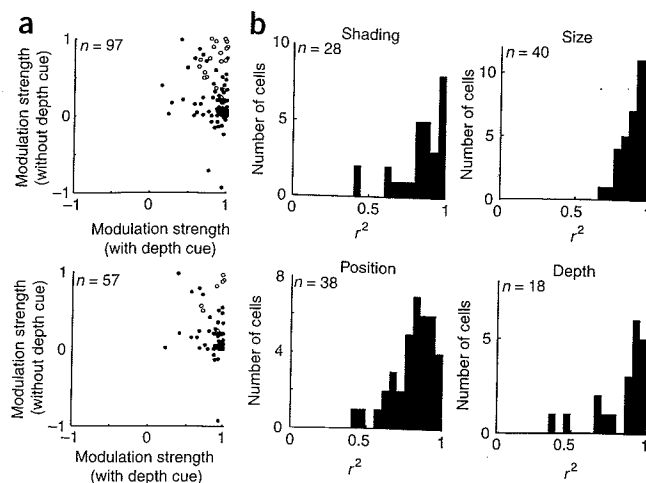 a
n = 97
Modulation strength
(without depth cue)
1
0
−1
−1
0
1
Modulation strength
(with depth cue)
n = 57
Modulation strength
(without depth cue)
1
0
−1
−1
0
1
Modulation strength
(with depth cue)
b
Shading
n = 28
Number of cells
10
5
0
0
0.5
1
r²
Size
n = 40
Number of cells
10
5
0
0
0.5
1
r²
Position
n = 38
Number of cells
8
4
0
0
0.5
1
r²
Depth
n = 18
Number of cells
5
0
0
0.5
1
r²